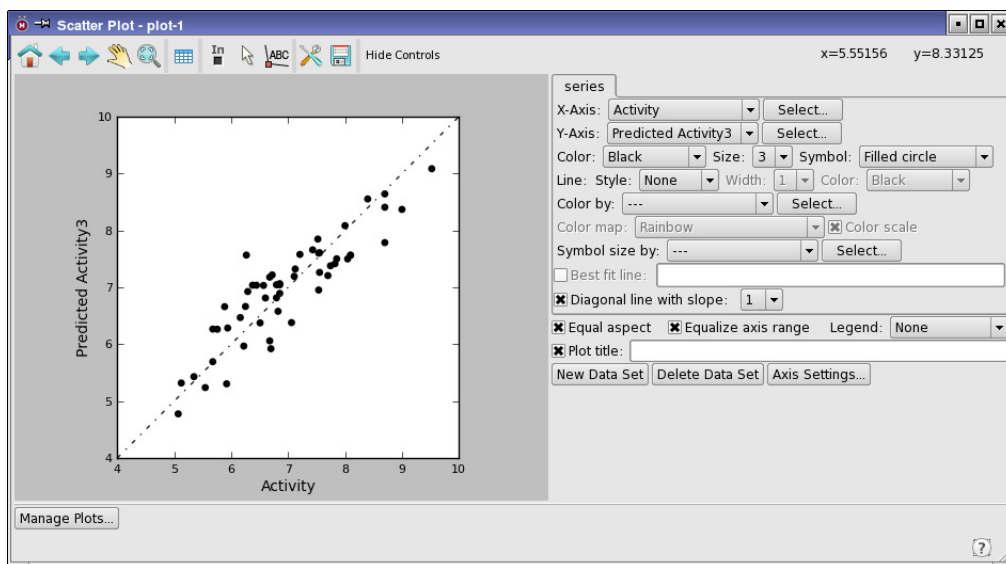 Scatter Plot - plot-1
In ABC Hide Controls x=5.55156 y=8.33125
series
X-Axis: Activity Select...
Y-Axis: Predicted Activity3 Select...
Color: Black Size: 3 Symbol: Filled circle
Line: Style: None Width: 1 Color: Black
Color by: --- Select...
Color map: Rainbow Color scale
Symbol size by: --- Select...
Best fit line:
Diagonal line with slope: 1
Equal aspect Equalize axis range Legend: None
Plot title:
New Data Set Delete Data Set Axis Settings...
10
9
8
7
6
5
4
Predicted Activity3
4 5 6 7 8 9 10
Activity
Manage Plots...
?